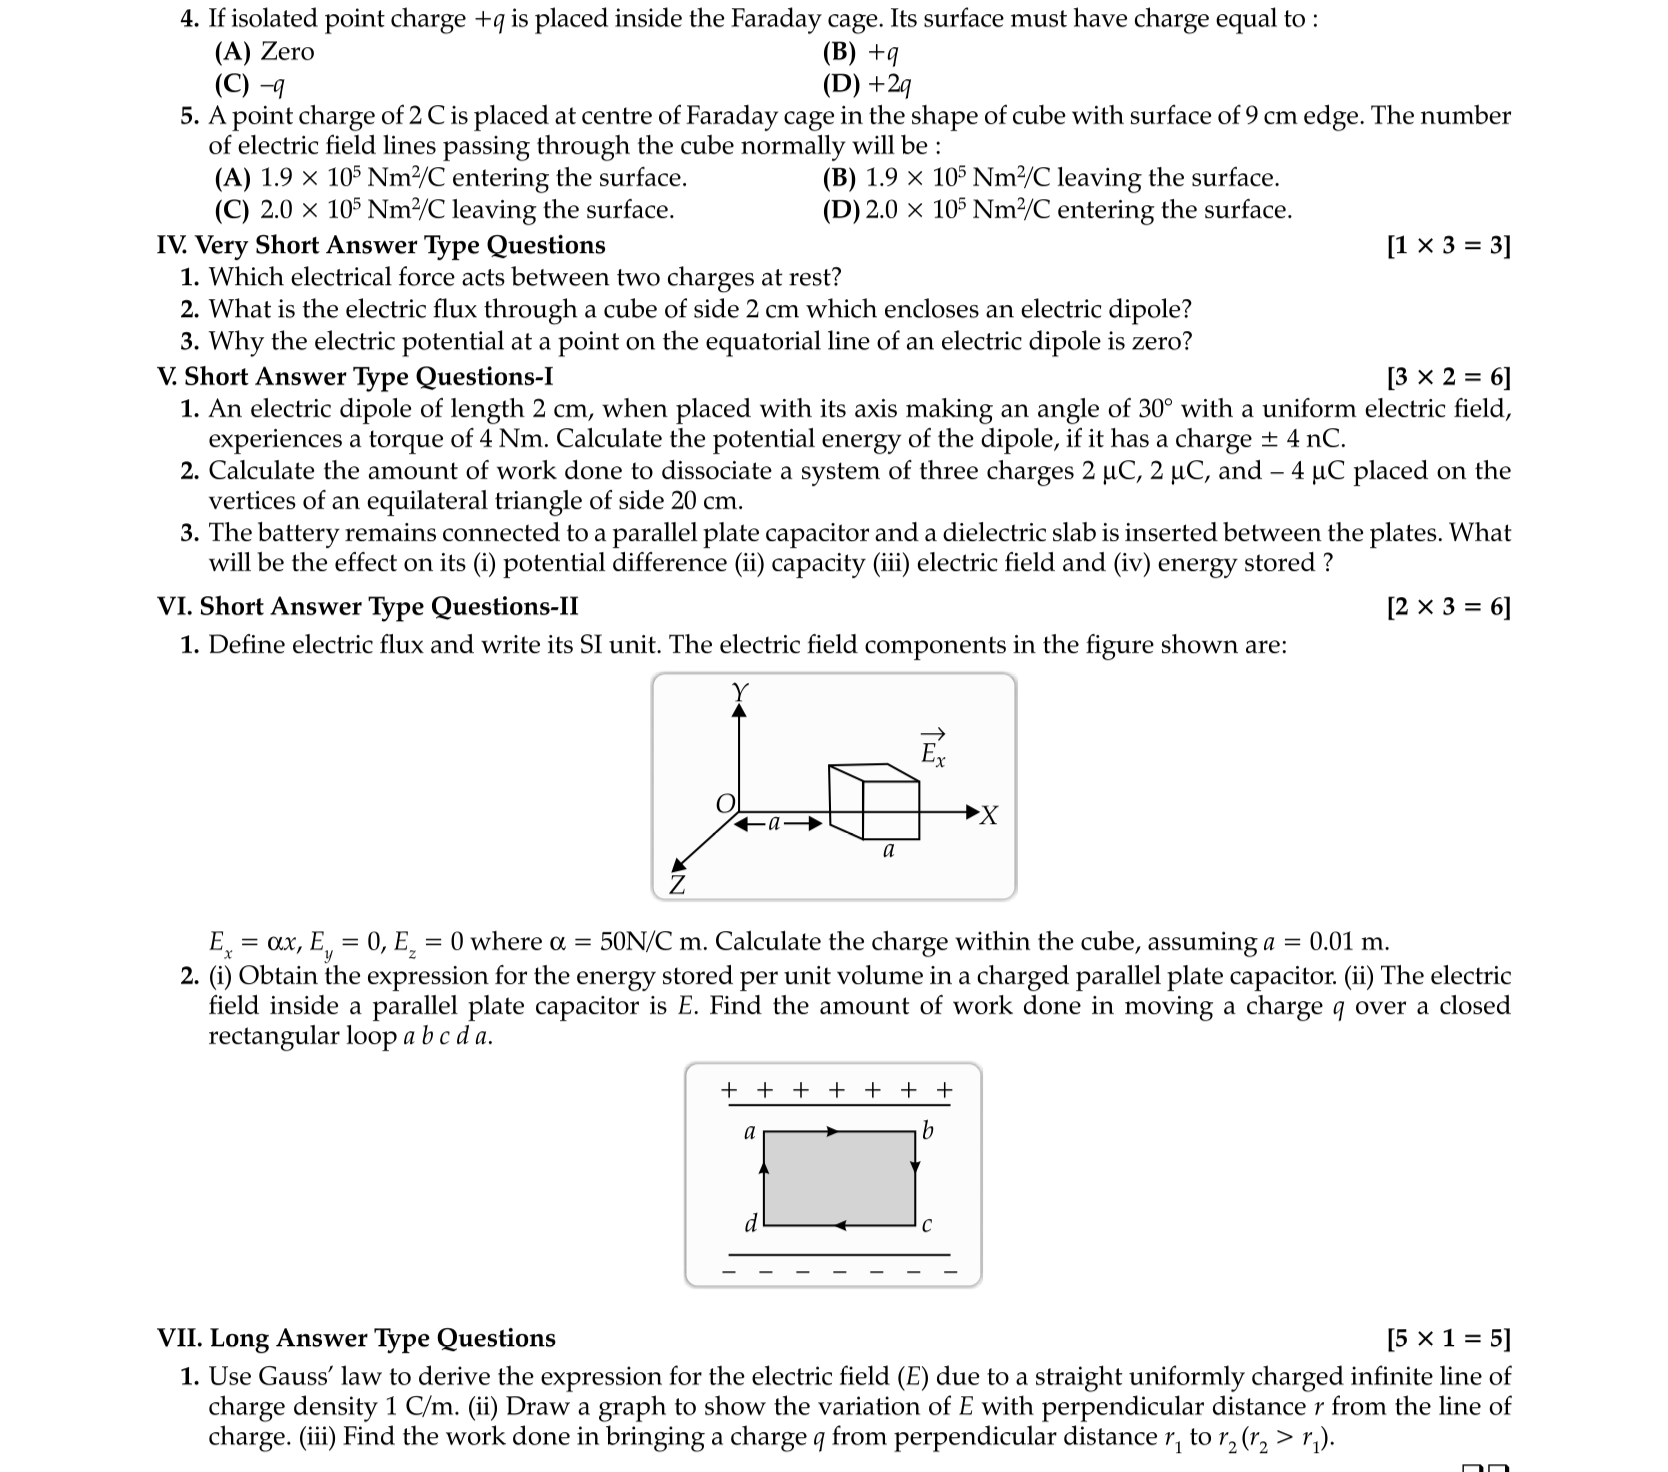 4. If isolated point charge +q is placed inside the Faraday cage. Its surface must have charge equal to :
(A) Zero (B) +q
(C) –q (D) +2q
5. A point charge of 2 C is placed at centre of Faraday cage in the shape of cube with surface of 9 cm edge. The number
of electric field lines passing through the cube normally will be :
(A) 1.9 × 10⁵ Nm²/C entering the surface. (B) 1.9 × 10⁵ Nm²/C leaving the surface.
(C) 2.0 × 10⁵ Nm²/C leaving the surface. (D) 2.0 × 10⁵ Nm²/C entering the surface.
IV. Very Short Answer Type Questions [1 × 3 = 3]
1. Which electrical force acts between two charges at rest?
2. What is the electric flux through a cube of side 2 cm which encloses an electric dipole?
3. Why the electric potential at a point on the equatorial line of an electric dipole is zero?
V. Short Answer Type Questions-I [3 × 2 = 6]
1. An electric dipole of length 2 cm, when placed with its axis making an angle of 30° with a uniform electric field,
experiences a torque of 4 Nm. Calculate the potential energy of the dipole, if it has a charge ± 4 nC.
2. Calculate the amount of work done to dissociate a system of three charges 2 μC, 2 μC, and – 4 μC placed on the
vertices of an equilateral triangle of side 20 cm.
3. The battery remains connected to a parallel plate capacitor and a dielectric slab is inserted between the plates. What
will be the effect on its (i) potential difference (ii) capacity (iii) electric field and (iv) energy stored ?
VI. Short Answer Type Questions-II [2 × 3 = 6]
1. Define electric flux and write its SI unit. The electric field components in the figure shown are:
Y
→
Eₓ
O
X
a
a
Z
Eₓ = αx, E_y = 0, E_z = 0 where α = 50N/C m. Calculate the charge within the cube, assuming a = 0.01 m.
2. (i) Obtain the expression for the energy stored per unit volume in a charged parallel plate capacitor. (ii) The electric
field inside a parallel plate capacitor is E. Find the amount of work done in moving a charge q over a closed
rectangular loop a b c d a.
+ + + + + + +
a b
d c
– – – – – – –
VII. Long Answer Type Questions [5 × 1 = 5]
1. Use Gauss′ law to derive the expression for the electric field (E) due to a straight uniformly charged infinite line of
charge density 1 C/m. (ii) Draw a graph to show the variation of E with perpendicular distance r from the line of
charge. (iii) Find the work done in bringing a charge q from perpendicular distance r₁ to r₂ (r₂ > r₁).